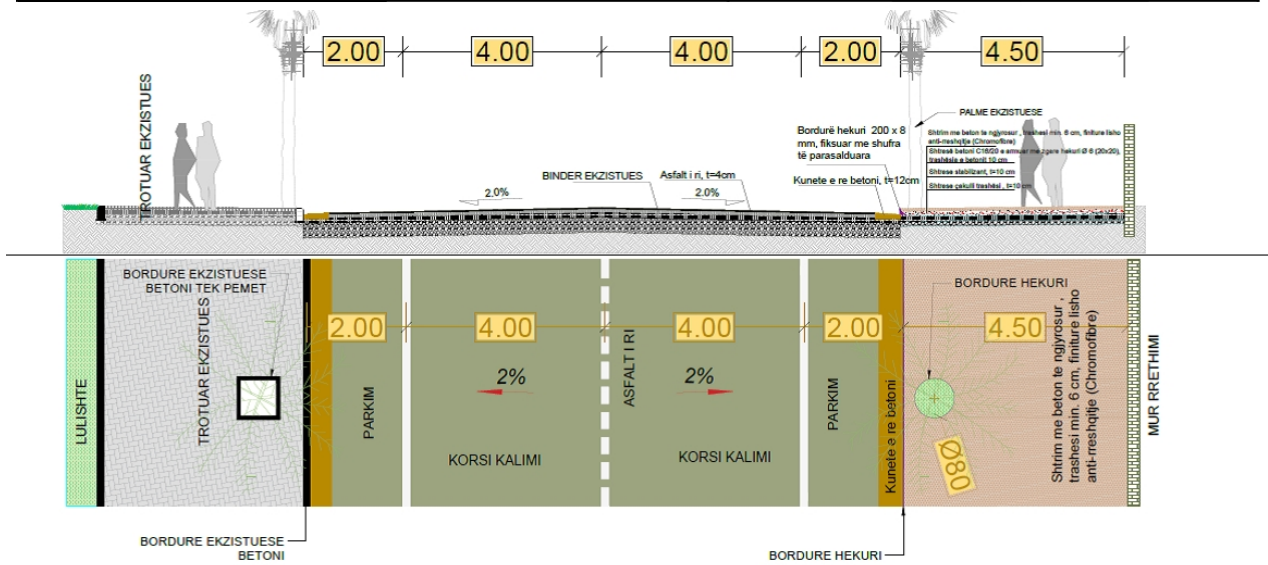 2.00
4.00
4.00
2.00
4.50
TROTUAR EKZISTUES
PALME EKZISTUESE
Bordurë hekuri 200 x 8
mm, fiksuar me shufra
të parasalduara
Kunete e re betoni, t=12cm
Shtrim me beton te ngjyrosur , trashesi min. 6 cm, finiture lisho
anti-rreshqitje (Chromofibre)
Shtresë betoni C16/20 e armuar me zgare hekuri Ø 6 (20x20),
trashësia e betonit 10 cm
Shtrese stabilizant, t=10 cm
Shtrese çakulli trashësi , t=10 cm
BINDER EKZISTUES
Asfalt i ri, t=4cm
2.0%
2.0%
BORDURE EKZISTUESE
BETONI TEK PEMET
BORDURE HEKURI
2.00
4.00
4.00
2.00
4.50
LULISHTE
TROTUAR EKZISTUES
PARKIM
2%
KORSI KALIMI
ASFALT I RI
2%
KORSI KALIMI
PARKIM
Kunete e re betoni
Ø80
Shtrim me beton te ngjyrosur ,
trashesi min. 6 cm, finiture lisho
anti-rreshqitje (Chromofibre)
MUR RRETHIMI
BORDURE EKZISTUESE
BETONI
BORDURE HEKURI